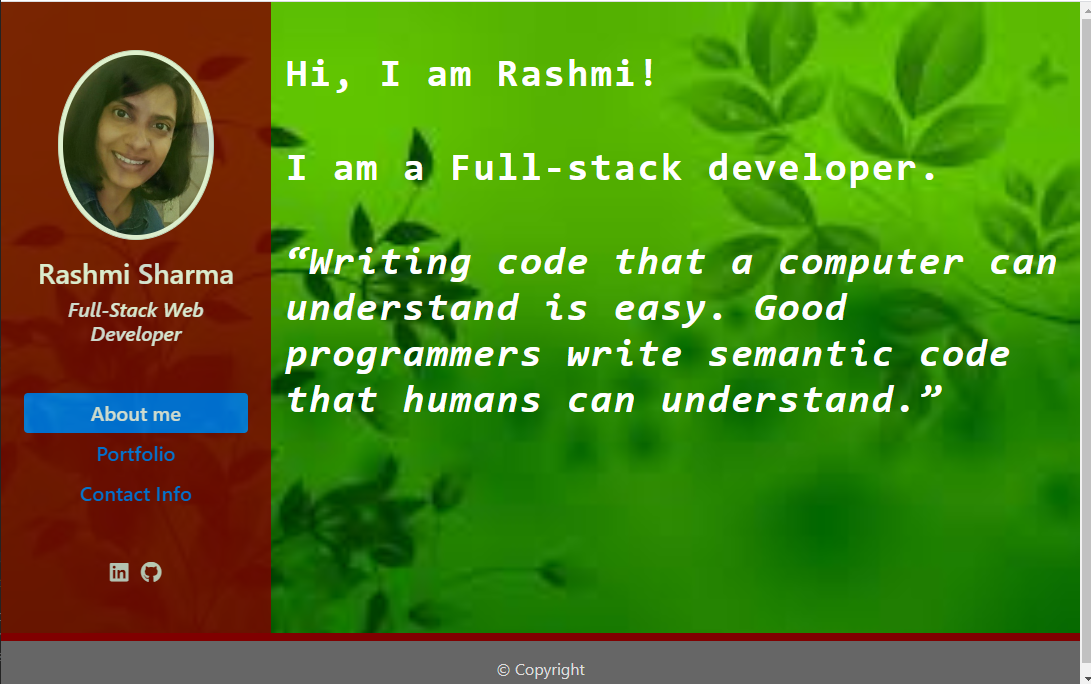 Rashmi Sharma
Full-Stack Web
Developer
About me
Portfolio
Contact Info
in
Hi, I am Rashmi!
I am a Full-stack developer.
“Writing code that a computer can
understand is easy. Good
programmers write semantic code
that humans can understand.”
© Copyright